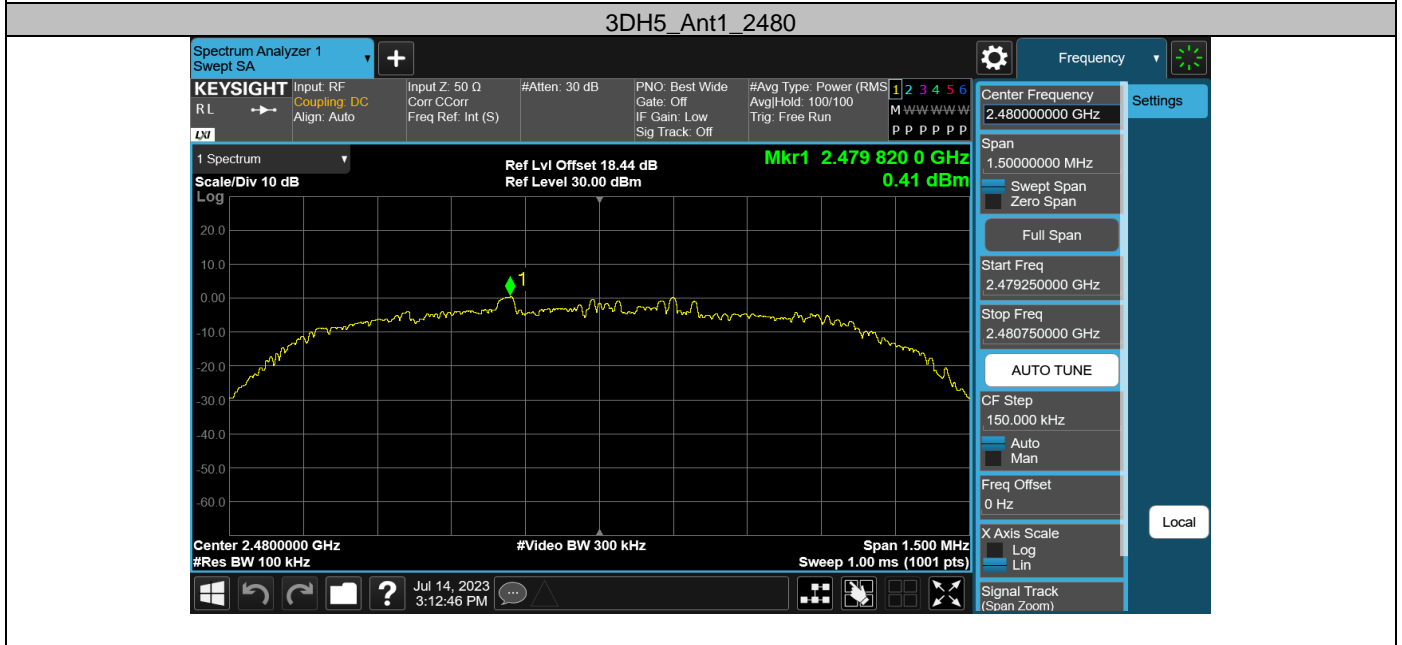 3DH5_Ant1_2480
Spectrum Analyzer 1
Swept SA
+
Frequency
KEYSIGHT
RL
LXI
Input: RF
Coupling: DC
Align: Auto
Input Z: 50 Ω
Corr CCorr
Freq Ref: Int (S)
#Atten: 30 dB
PNO: Best Wide
Gate: Off
IF Gain: Low
Sig Track: Off
#Avg Type: Power (RMS
Avg|Hold: 100/100
Trig: Free Run
1 2 3 4 5 6
M W W W W W
P P P P P P
1 Spectrum
Scale/Div 10 dB
Log
Ref Lvl Offset 18.44 dB
Ref Level 30.00 dBm
Mkr1 2.479 820 0 GHz
0.41 dBm
20.0
10.0
0.00
-10.0
-20.0
-30.0
-40.0
-50.0
-60.0
1
Center 2.4800000 GHz
#Res BW 100 kHz
#Video BW 300 kHz
Span 1.500 MHz
Sweep 1.00 ms (1001 pts)
Center Frequency
2.480000000 GHz
Span
1.50000000 MHz
Swept Span
Zero Span
Full Span
Start Freq
2.479250000 GHz
Stop Freq
2.480750000 GHz
AUTO TUNE
CF Step
150.000 kHz
Auto
Man
Freq Offset
0 Hz
X Axis Scale
Log
Lin
Signal Track
(Span Zoom)
Settings
Local
?
Jul 14, 2023
3:12:46 PM